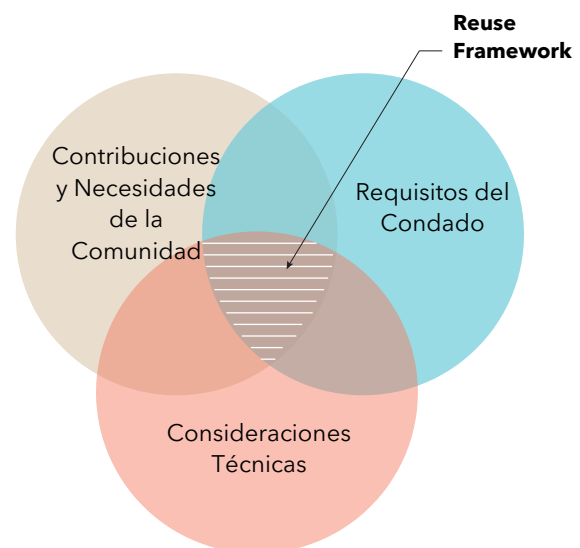 Reuse
Framework
Contribuciones
y Necesidades
de la
Comunidad
Requisitos del
Condado
Consideraciones
Técnicas